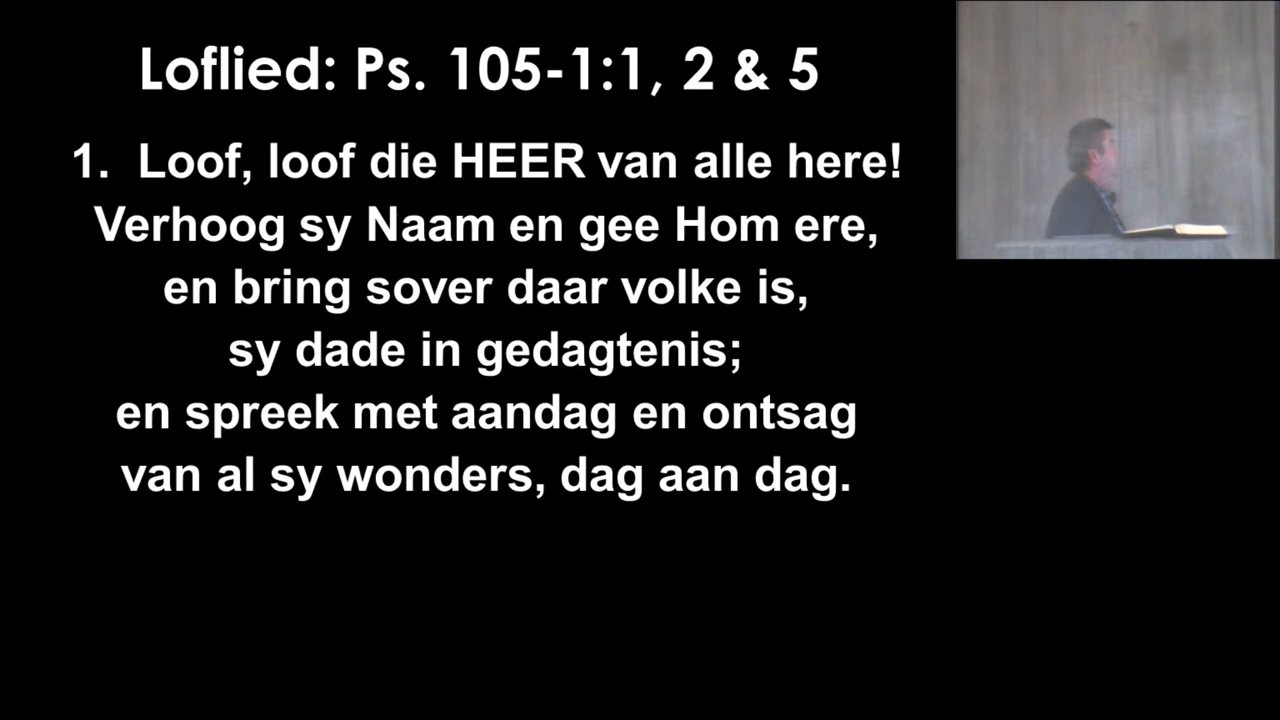 Loflied: Ps. 105-1:1, 2 & 5
1. Loof, loof die HEER van alle here!
Verhoog sy Naam en gee Hom ere,
en bring sover daar volke is,
sy dade in gedagtenis;
en spreek met aandag en ontsag
van al sy wonders, dag aan dag.